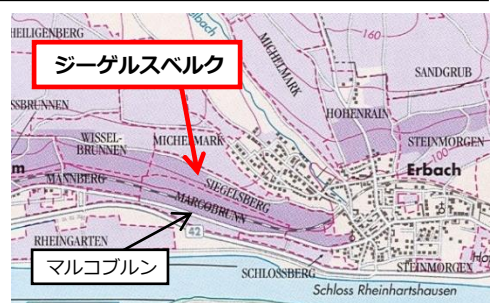 HEILIGENBERG
MICHELMARK
160
ジーゲルスベルク
SANDGRUB
HOHENRAIN
SSBRUNNEN
WISSEL-
BRUNNEN
MICHELMARK
STEINMORGEN
100
Erbach
m
MANNBERG
SIEGELSBERG
MARCOBRUNN
42
RHEINGARTEN
マルコブルン
SCHLOSSBERG
STEINMORGEN
Schloss Rheinhartshausen